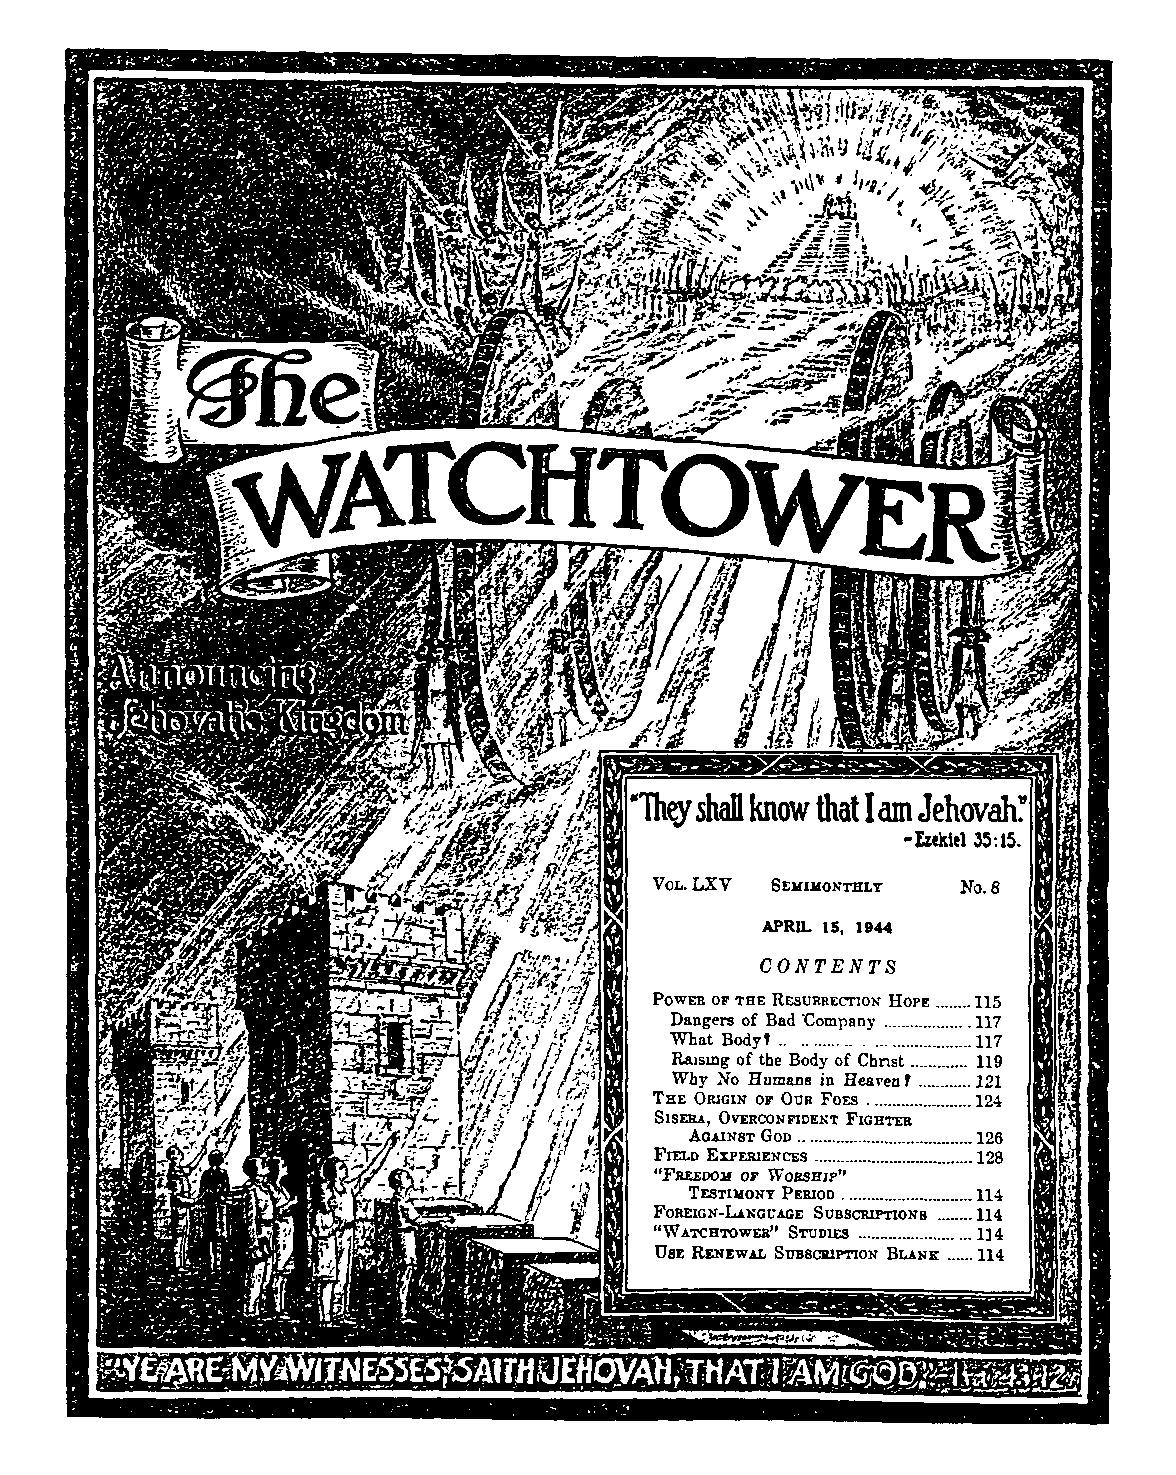 The
WATCHTOWER
Announcing
Jehovah's Kingdom
"They shall know that I am Jehovah."
-Ezekiel 35:15.
VOL. LXV SEMIMONTHLY No. 8
APRIL 15, 1944
CONTENTS
POWER OF THE RESURRECTION HOPE ........115
Dangers of Bad Company ...................117
What Body? .....................................117
Raising of the Body of Christ ............119
Why No Humans in Heaven? ...........121
THE ORIGIN OF OUR FOES .......................124
SISERA, OVERCONFIDENT FIGHTER
AGAINST GOD .....................................126
FIELD EXPERIENCES ..................................128
"FREEDOM OF WORSHIP"
TESTIMONY PERIOD ............................114
FOREIGN-LANGUAGE SUBSCRIPTIONS ........114
"WATCHTOWER" STUDIES .........................114
USE RENEWAL SUBSCRIPTION BLANK ......114
"YE ARE MY WITNESSES, SAITH JEHOVAH, THAT I AM GOD."-Isa. 43:12